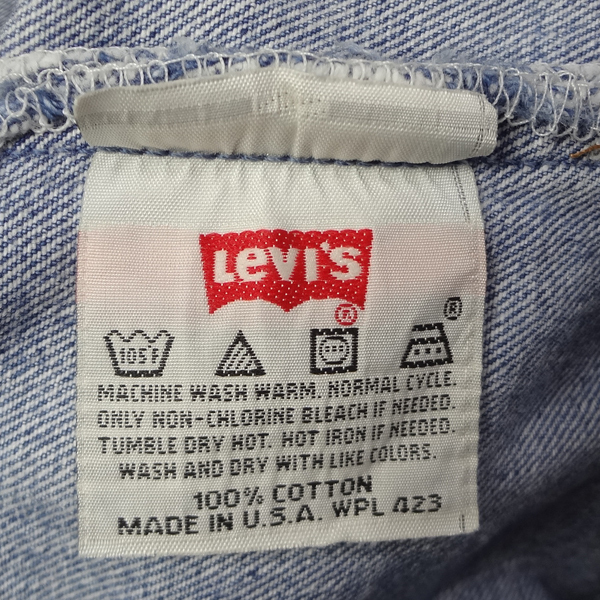 Levi's
®
®
105F
MACHINE WASH WARM. NORMAL CYCLE.
ONLY NON-CHLORINE BLEACH IF NEEDED.
TUMBLE DRY HOT. HOT IRON IF NEEDED.
WASH AND DRY WITH LIKE COLORS.
100% COTTON
MADE IN U.S.A. WPL 423